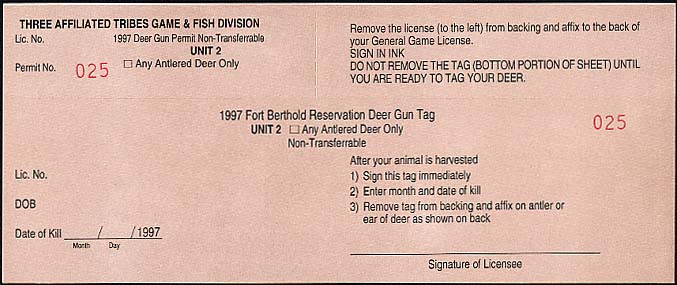 THREE AFFILIATED TRIBES GAME & FISH DIVISION
Lic. No. 1997 Deer Gun Permit Non-Transferrable
UNIT 2
Permit No. 025 □ Any Antlered Deer Only
Remove the license (to the left) from backing and affix to the back of
your General Game License.
SIGN IN INK
DO NOT REMOVE THE TAG (BOTTOM PORTION OF SHEET) UNTIL
YOU ARE READY TO TAG YOUR DEER.
1997 Fort Berthold Reservation Deer Gun Tag
UNIT 2 □ Any Antlered Deer Only
Non-Transferrable
025
Lic. No.
DOB
Date of Kill ____/____/1997
Month Day
After your animal is harvested
1) Sign this tag immediately
2) Enter month and date of kill
3) Remove tag from backing and affix on antler or
ear of deer as shown on back
Signature of Licensee